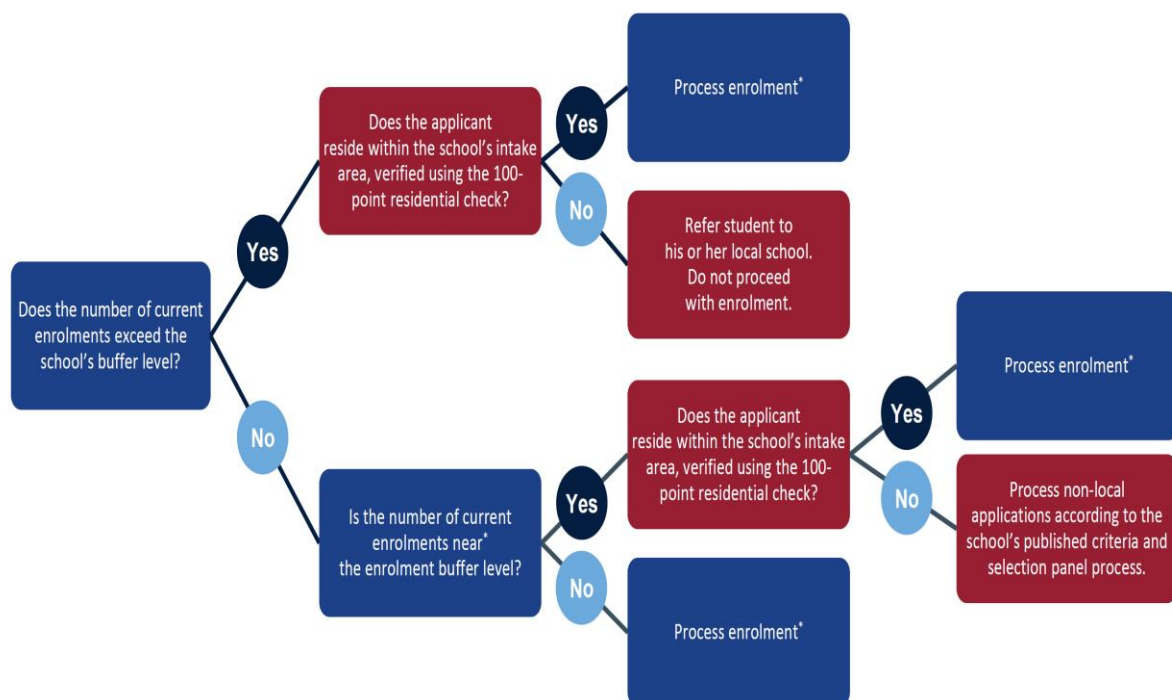 Does the number of current
enrolments exceed the
school’s buffer level?
Yes
Does the applicant
reside within the school’s intake
area, verified using the 100-
point residential check?
Yes
Process enrolment*
No
Refer student to
his or her local school.
Do not proceed
with enrolment.
No
Is the number of current
enrolments near*
the enrolment buffer level?
Yes
Does the applicant
reside within the school’s intake
area, verified using the 100-
point residential check?
Yes
Process enrolment*
No
Process non-local
applications according to the
school’s published criteria and
selection panel process.
No
Process enrolment*